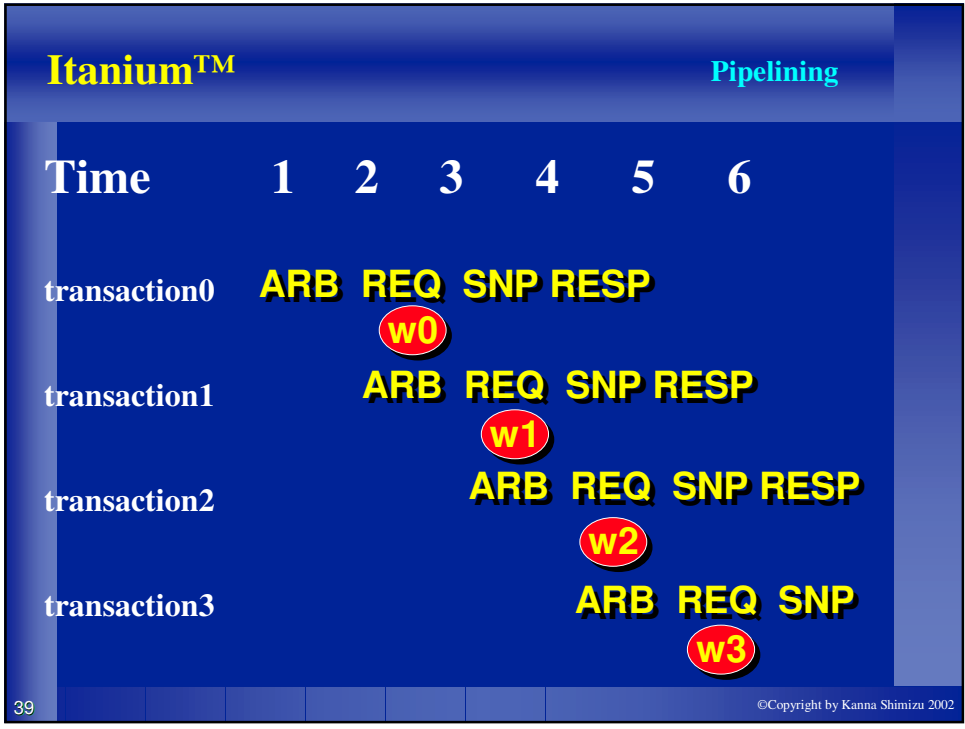 Itanium™
Pipelining
Time 1 2 3 4 5 6
transaction0 ARB REQ SNP RESP
w0
transaction1 ARB REQ SNP RESP
w1
transaction2 ARB REQ SNP RESP
w2
transaction3 ARB REQ SNP
w3
39
©Copyright by Kanna Shimizu 2002